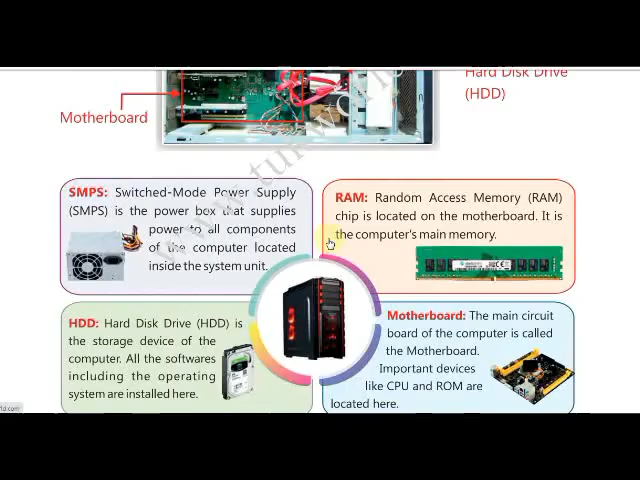 Hard Disk Drive
(HDD)
Motherboard
SMPS: Switched-Mode Power Supply
(SMPS) is the power box that supplies
power to all components
of the computer located
inside the system unit.
RAM: Random Access Memory (RAM)
chip is located on the motherboard. It is
the computer's main memory.
HDD: Hard Disk Drive (HDD) is
the storage device of the
computer. All the softwares
including the operating
system are installed here.
Motherboard: The main circuit
board of the computer is called
the Motherboard.
Important devices
like CPU and ROM are
located here.
rld.com